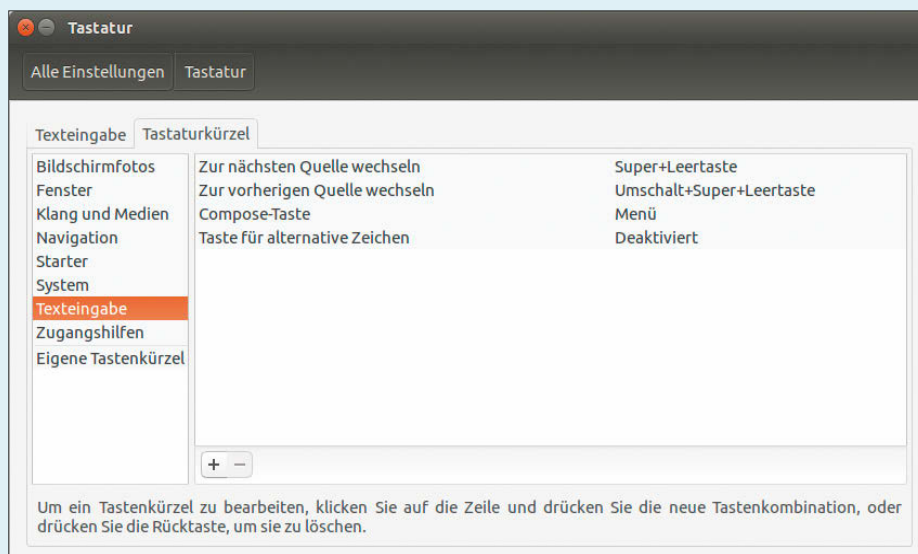 Tastatur
Alle Einstellungen Tastatur
Texteingabe Tastaturkürzel
Bildschirmfotos
Fenster
Klang und Medien
Navigation
Starter
System
Texteingabe
Zugangshilfen
Eigene Tastenkürzel
Zur nächsten Quelle wechseln Super+Leertaste
Zur vorherigen Quelle wechseln Umschalt+Super+Leertaste
Compose-Taste Menü
Taste für alternative Zeichen Deaktiviert
Um ein Tastenkürzel zu bearbeiten, klicken Sie auf die Zeile und drücken Sie die neue Tastenkombination, oder
drücken Sie die Rücktaste, um sie zu löschen.